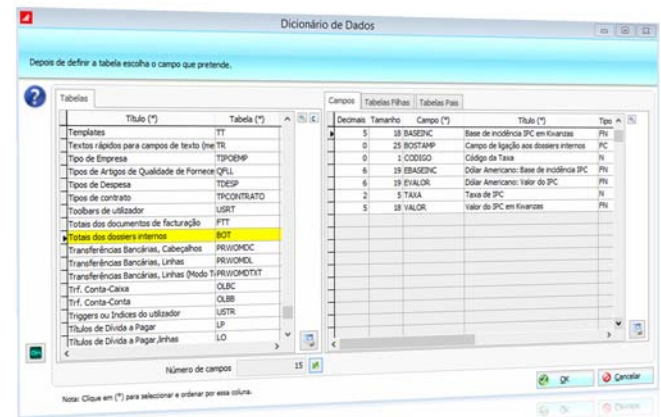 Dicionário de Dados
Depois de definir a tabela escolha o campo que pretende.
Tabelas
Título (*) Tabela (*)
Templates TT
Textos rápidos para campos de texto (me TR
Tipo de Empresa TIPOEMP
Tipos de Artigos de Qualidade de Fornece QFLL
Tipos de Despesa TDESP
Tipos de contrato TPCONTRATO
Toolbars de utilizador USRT
Totais dos documentos de facturação FTT
Totais dos dossiers internos BOT
Transferências Bancárias, Cabeçalhos PRWOMDC
Transferências Bancárias, Linhas PRWOMDL
Transferências Bancárias, Linhas (Modo T PRWOMDTXT
Trf. Conta-Caixa OLBC
Trf. Conta-Conta OLBB
Triggers ou Indices do utilizador USTR
Títulos de Dívida a Pagar LP
Títulos de Dívida a Pagar,linhas LO
Número de campos 15
Nota: Clique em (*) para seleccionar e ordenar por essa coluna.
Campos Tabelas Filhas Tabelas Pais
Decimais Tamanho Campo (*) Título (*) Tipo
5 18 BASEINC Base de incidência IPC em Kwanzas FN
0 25 BOSTAMP Campo de ligação aos dossiers internos FC
0 1 CODIGO Código da Taxa N
6 19 EBASEINC Dólar Americano: Base de incidência IPC FN
6 19 EVALOR Dólar Americano: Valor do IPC FN
2 5 TAXA Taxa de IPC N
5 18 VALOR Valor do IPC em Kwanzas FN
OK Cancelar